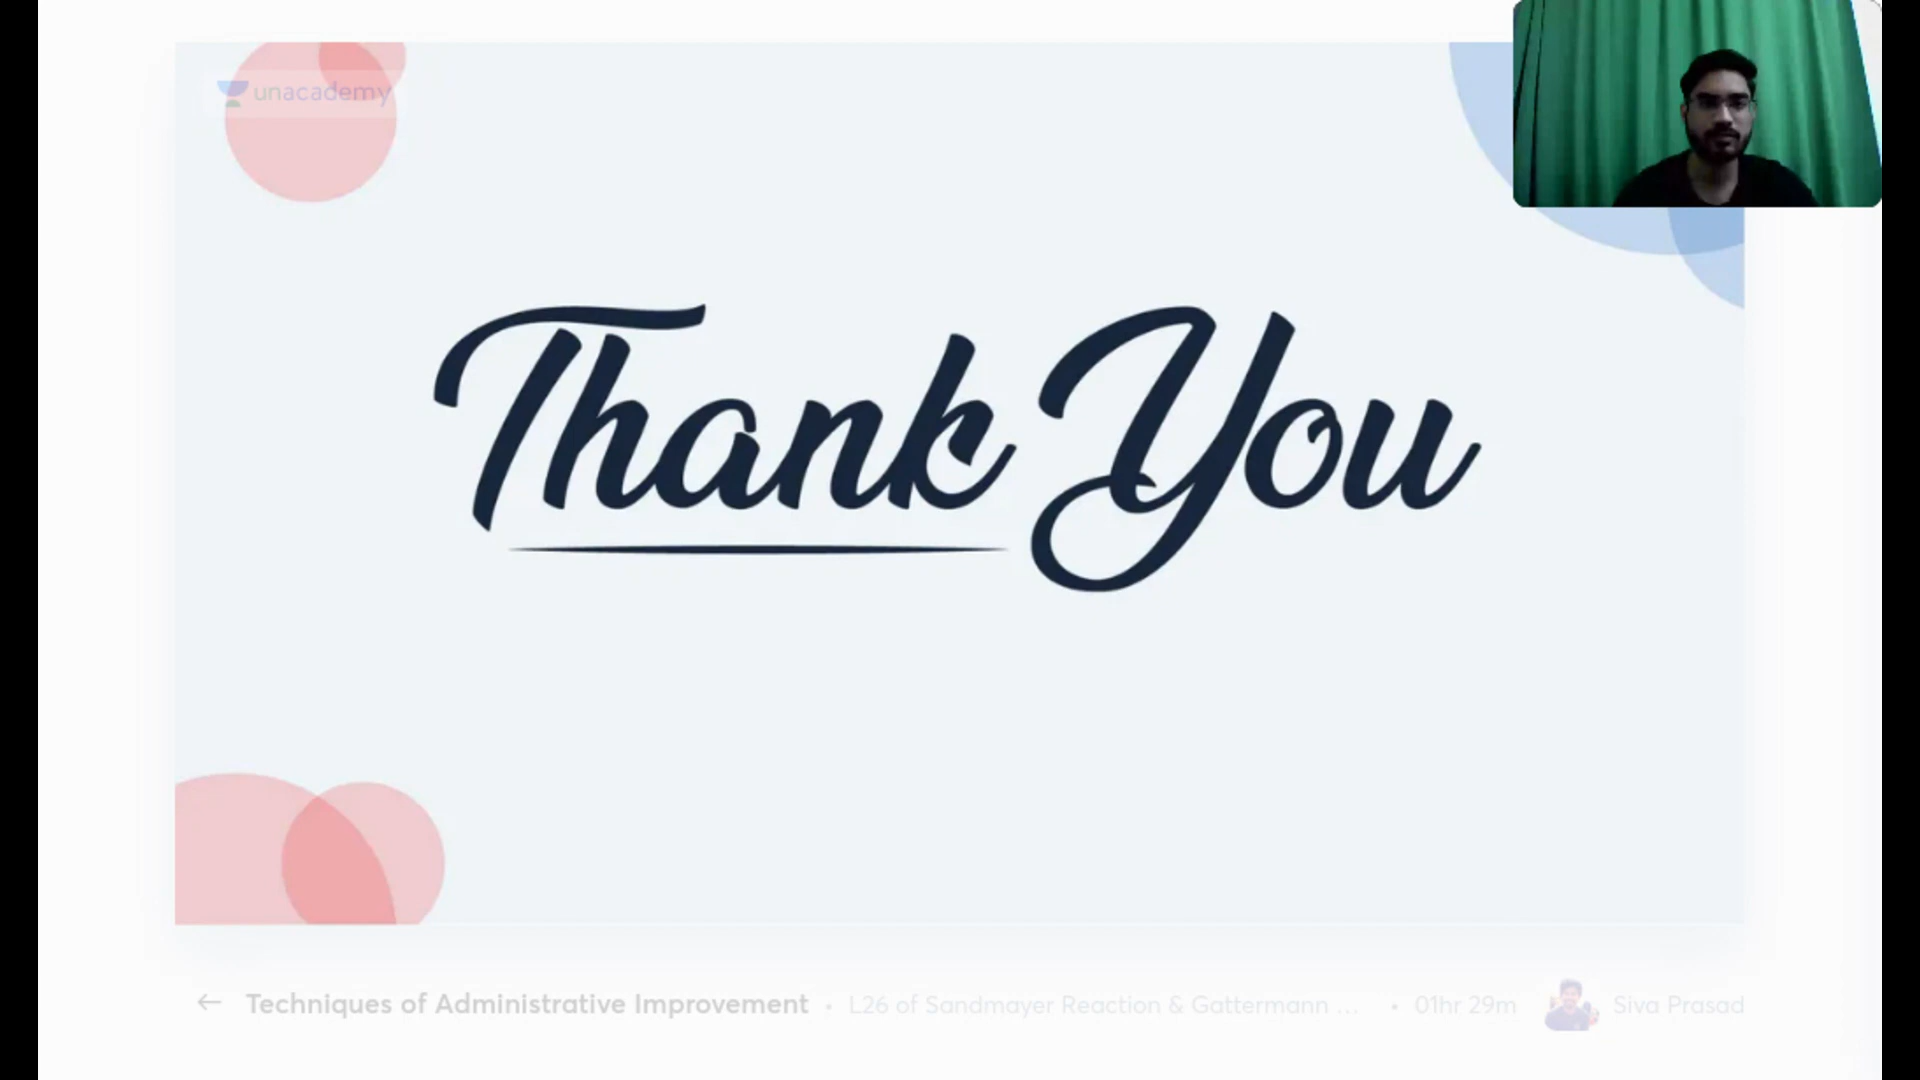 unacademy
Thank You
Techniques of Administrative Improvement • L26 of Sandmayer Reaction & Gattermann ... • 01hr 29m Siva Prasad